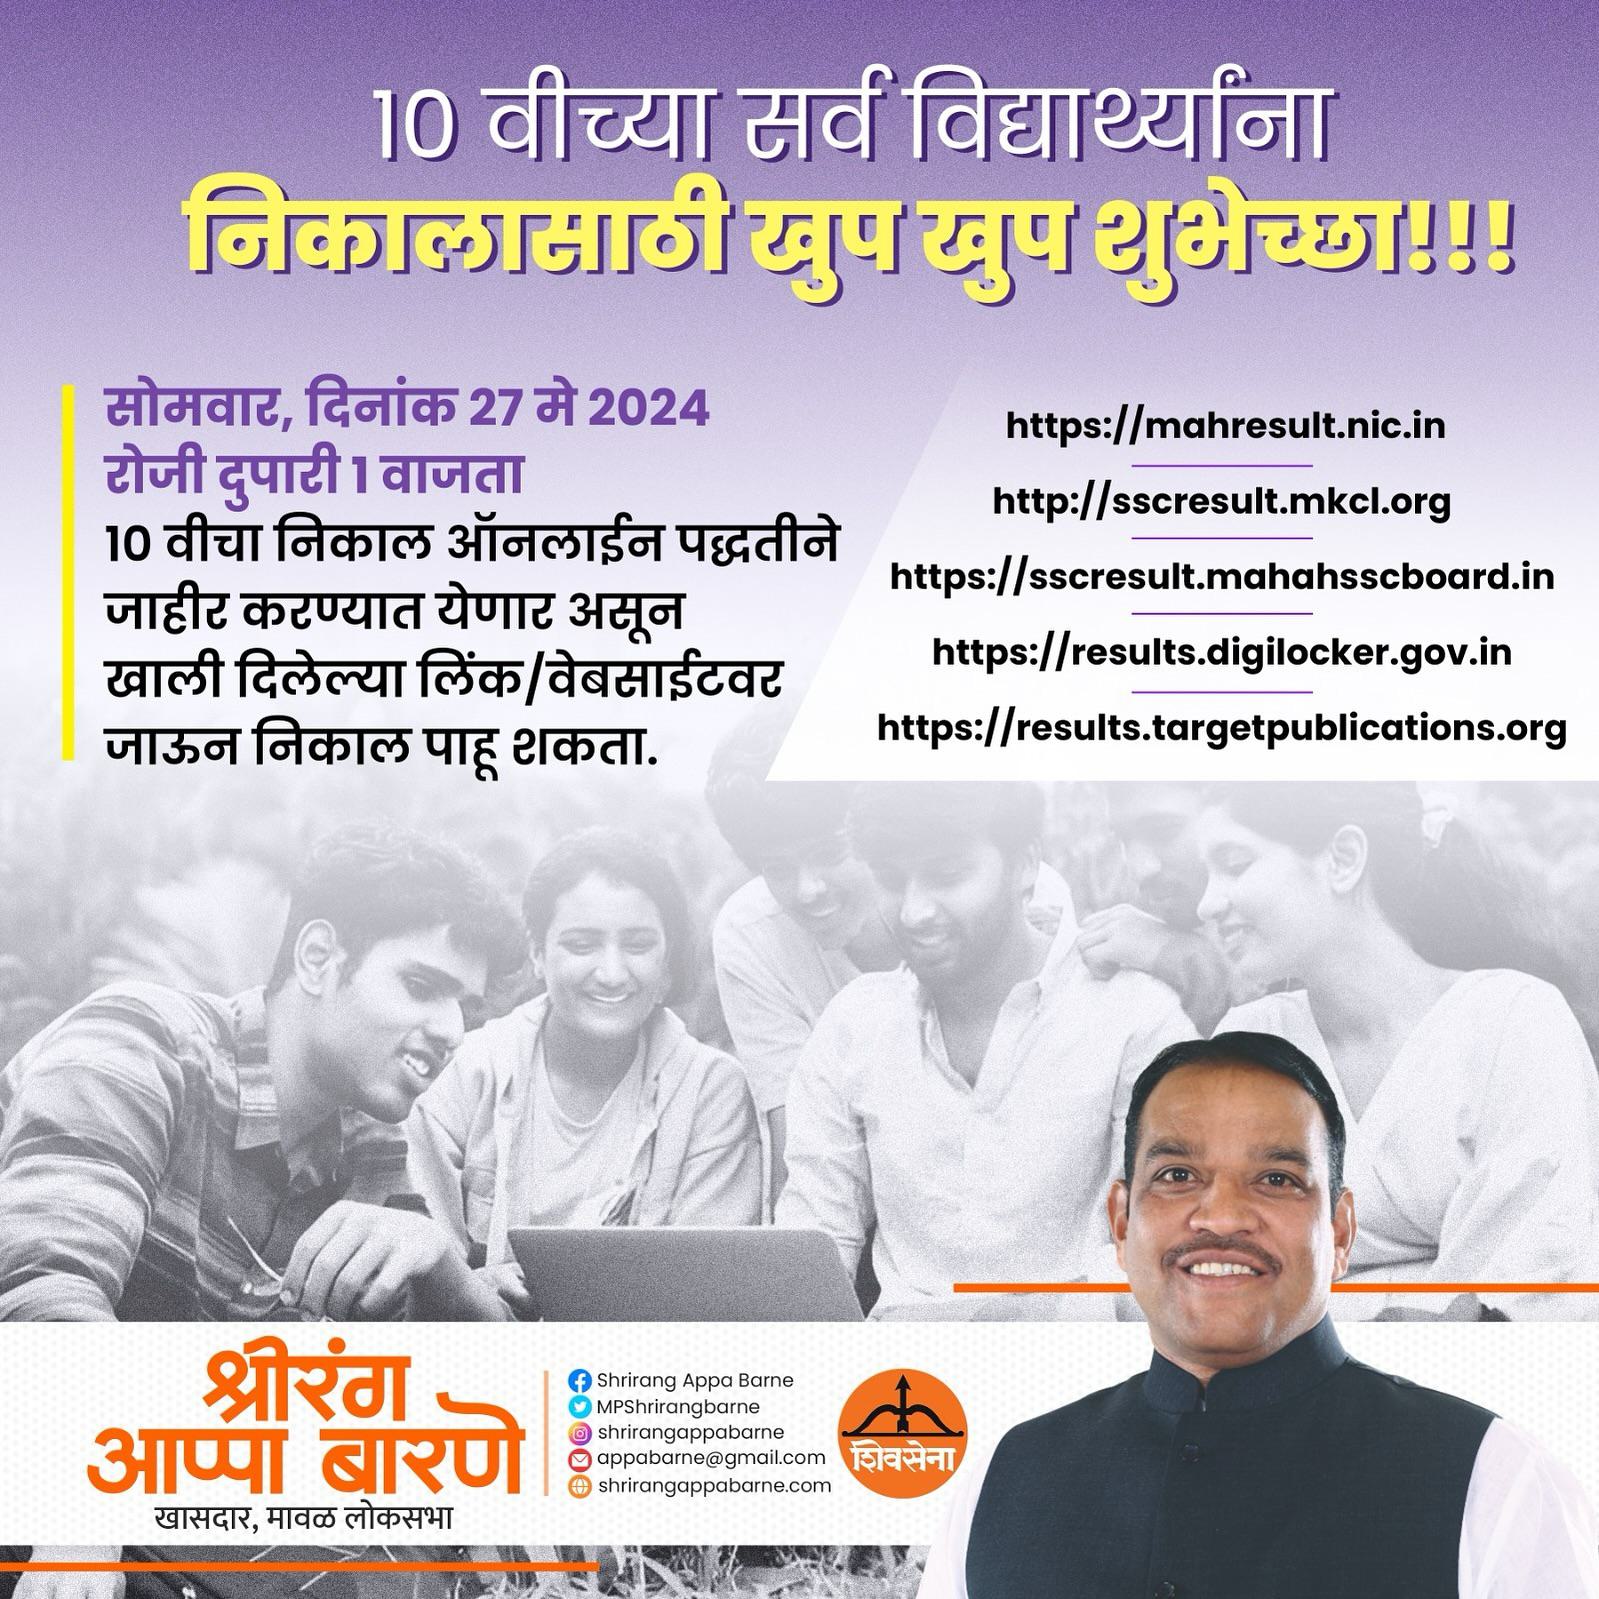 10 वीच्या सर्व विद्यार्थ्यांना
निकालासाठी खुप खुप शुभेच्छा!!!
सोमवार, दिनांक 27 मे 2024
रोजी दुपारी 1 वाजता
10 वीचा निकाल ऑनलाईन पद्धतीने
जाहीर करण्यात येणार असून
खाली दिलेल्या लिंक/वेबसाईटवर
जाऊन निकाल पाहू शकता.
https://mahresult.nic.in
http://sscresult.mkcl.org
https://sscresult.mahahsscboard.in
https://results.digilocker.gov.in
https://results.targetpublications.org
श्रीरंग
आप्पा बारणे
खासदार, मावळ लोकसभा
Shrirang Appa Barne
MPShrirangbarne
shrirangappabarne
appabarne@gmail.com
shrirangappabarne.com
शिवसेना